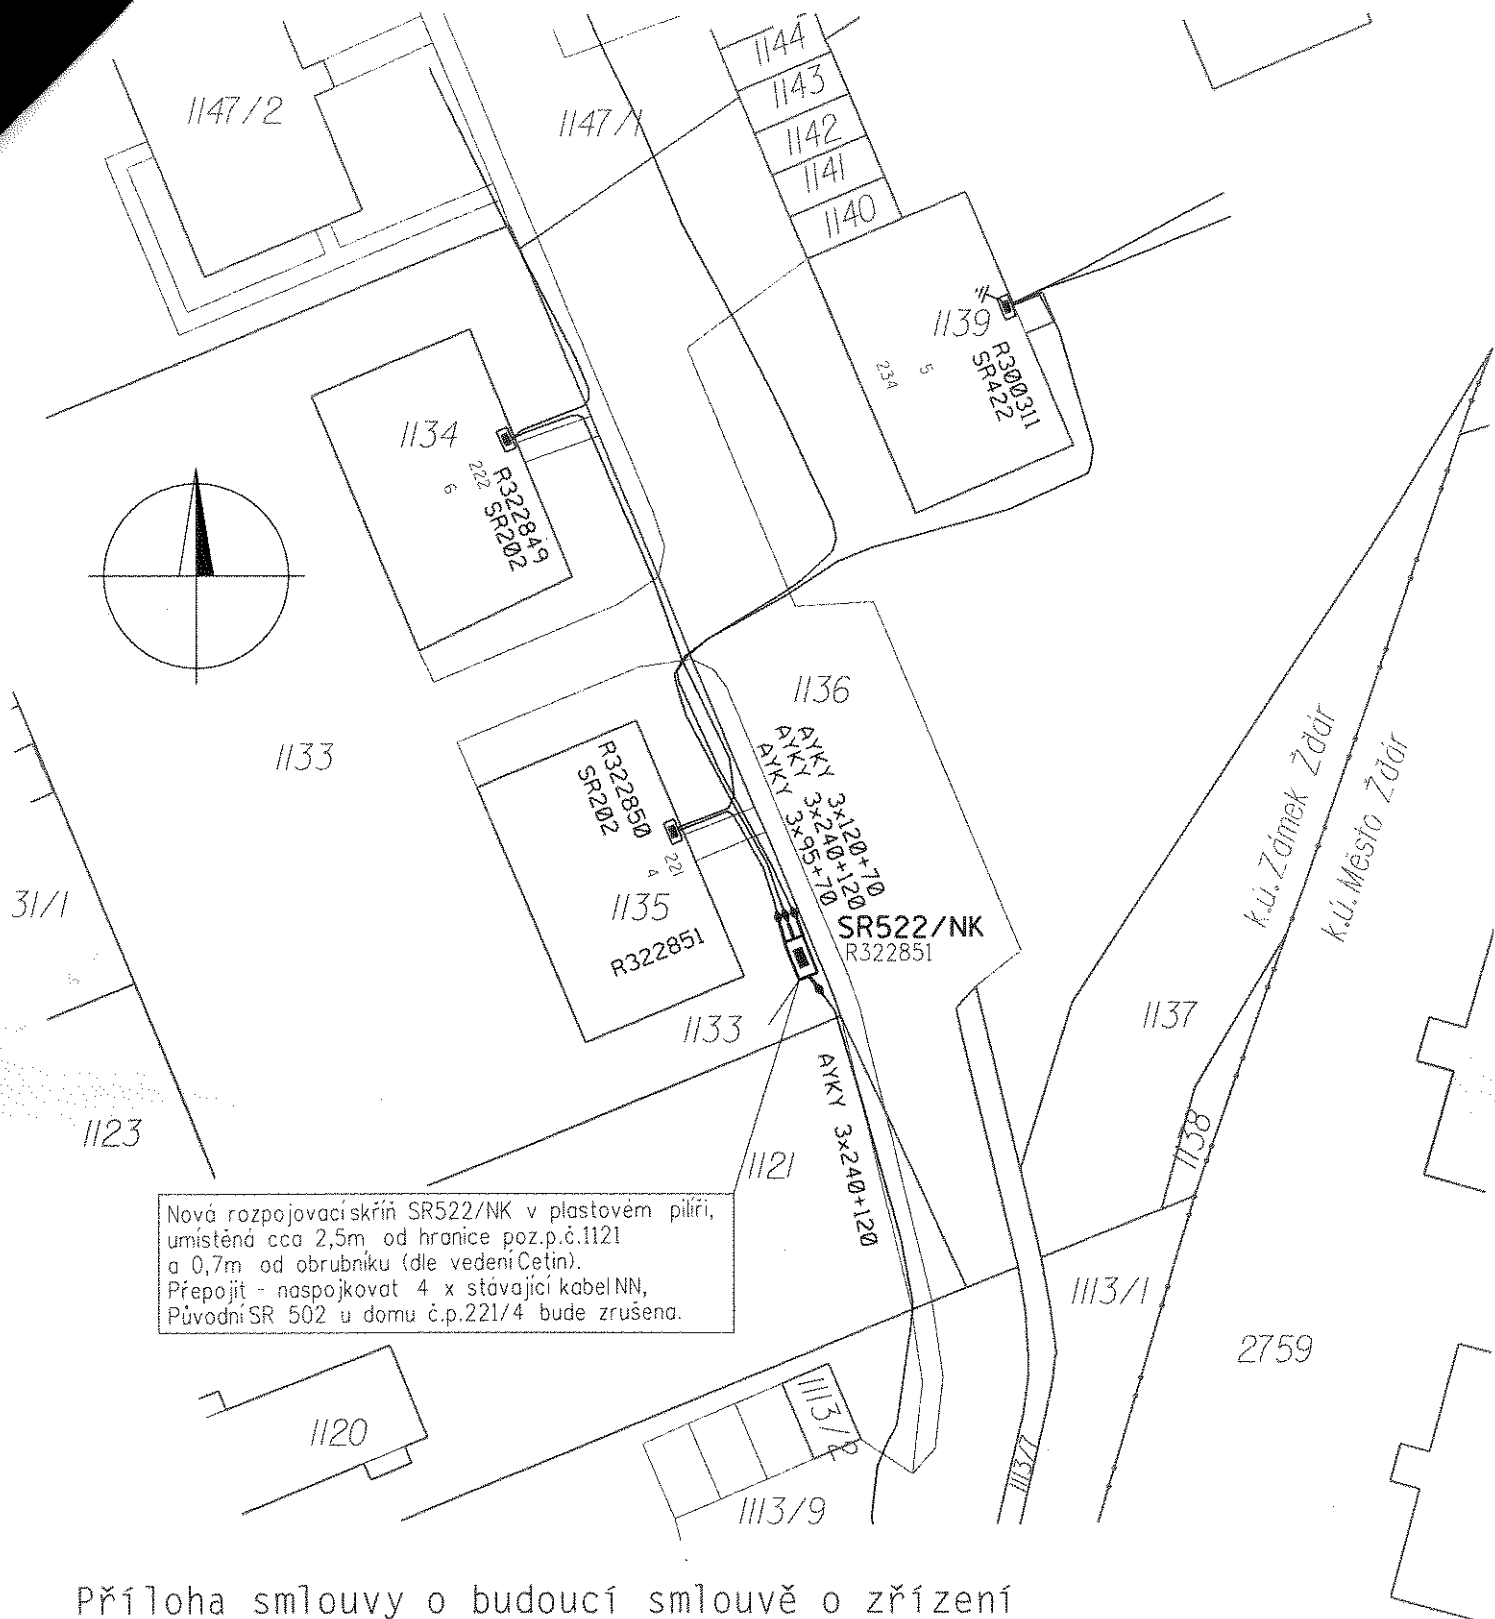 1144
1143
1142
1141
1140
1147/2
1147/1
1139
R300311
SR422
5
234
1134
222
6
R322849
SR202
1133
1136
AYKY 3x120+70
AYKY 3x240+120
AYKY 3x95+70
R322850
SR202
221
4
1135
R322851
SR522/NK
R322851
k.ú. Zámek Žďár
k.ú. Město Žďár
31/1
1133
1137
AYKY 3x240+120
1123
1121
1138
Nová rozpojovací skříň SR522/NK v plastovém pilíři,
umístěná cca 2,5m od hranice poz.p.č.1121
a 0,7m od obrubníku (dle vedení Cetin).
Přepojit - naspojkovat 4 x stávající kabel NN,
Původní SR 502 u domu č.p.221/4 bude zrušena.
1113/1
2759
1120
1113/2
1113/7
1113/9
Příloha smlouvy o budoucí smlouvě o zřízení